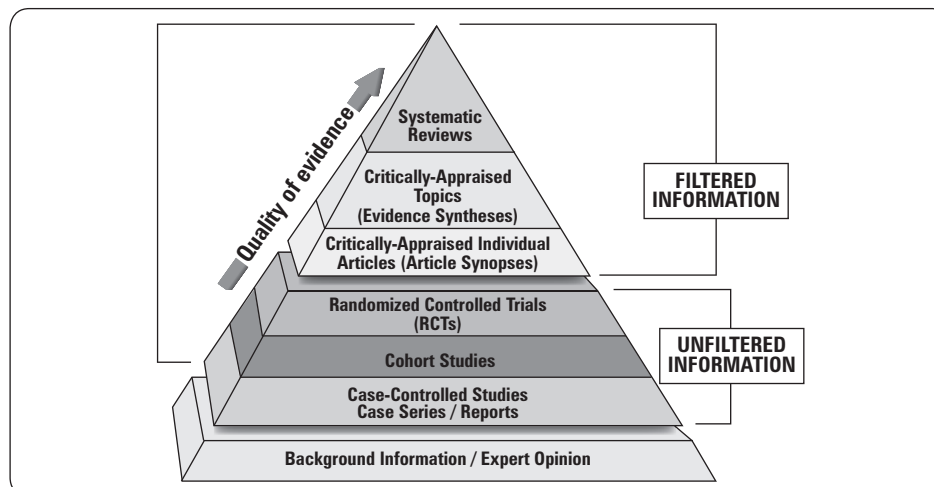 Quality of evidence
Systematic
Reviews
Critically-Appraised
Topics
(Evidence Syntheses)
Critically-Appraised Individual
Articles (Article Synopses)
FILTERED
INFORMATION
Randomized Controlled Trials
(RCTs)
Cohort Studies
Case-Controlled Studies
Case Series / Reports
UNFILTERED
INFORMATION
Background Information / Expert Opinion